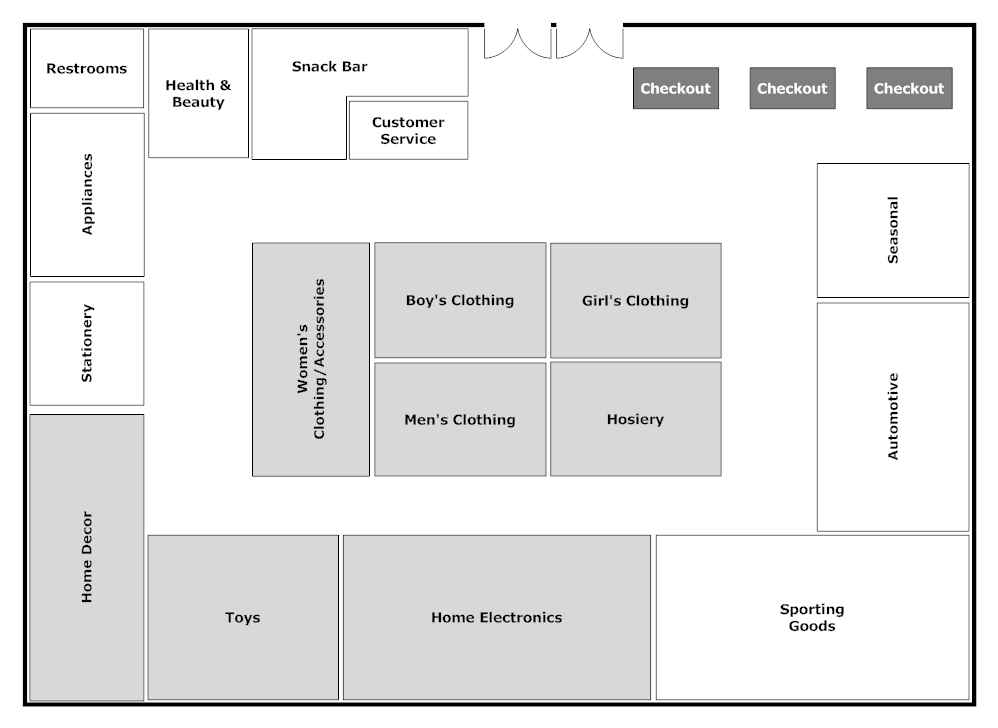 Restrooms
Health &
Beauty
Snack Bar
Customer
Service
Checkout
Checkout
Checkout
Appliances
Seasonal
Stationery
Women's
Clothing/Accessories
Boy's Clothing
Girl's Clothing
Men's Clothing
Hosiery
Automotive
Home Decor
Toys
Home Electronics
Sporting
Goods